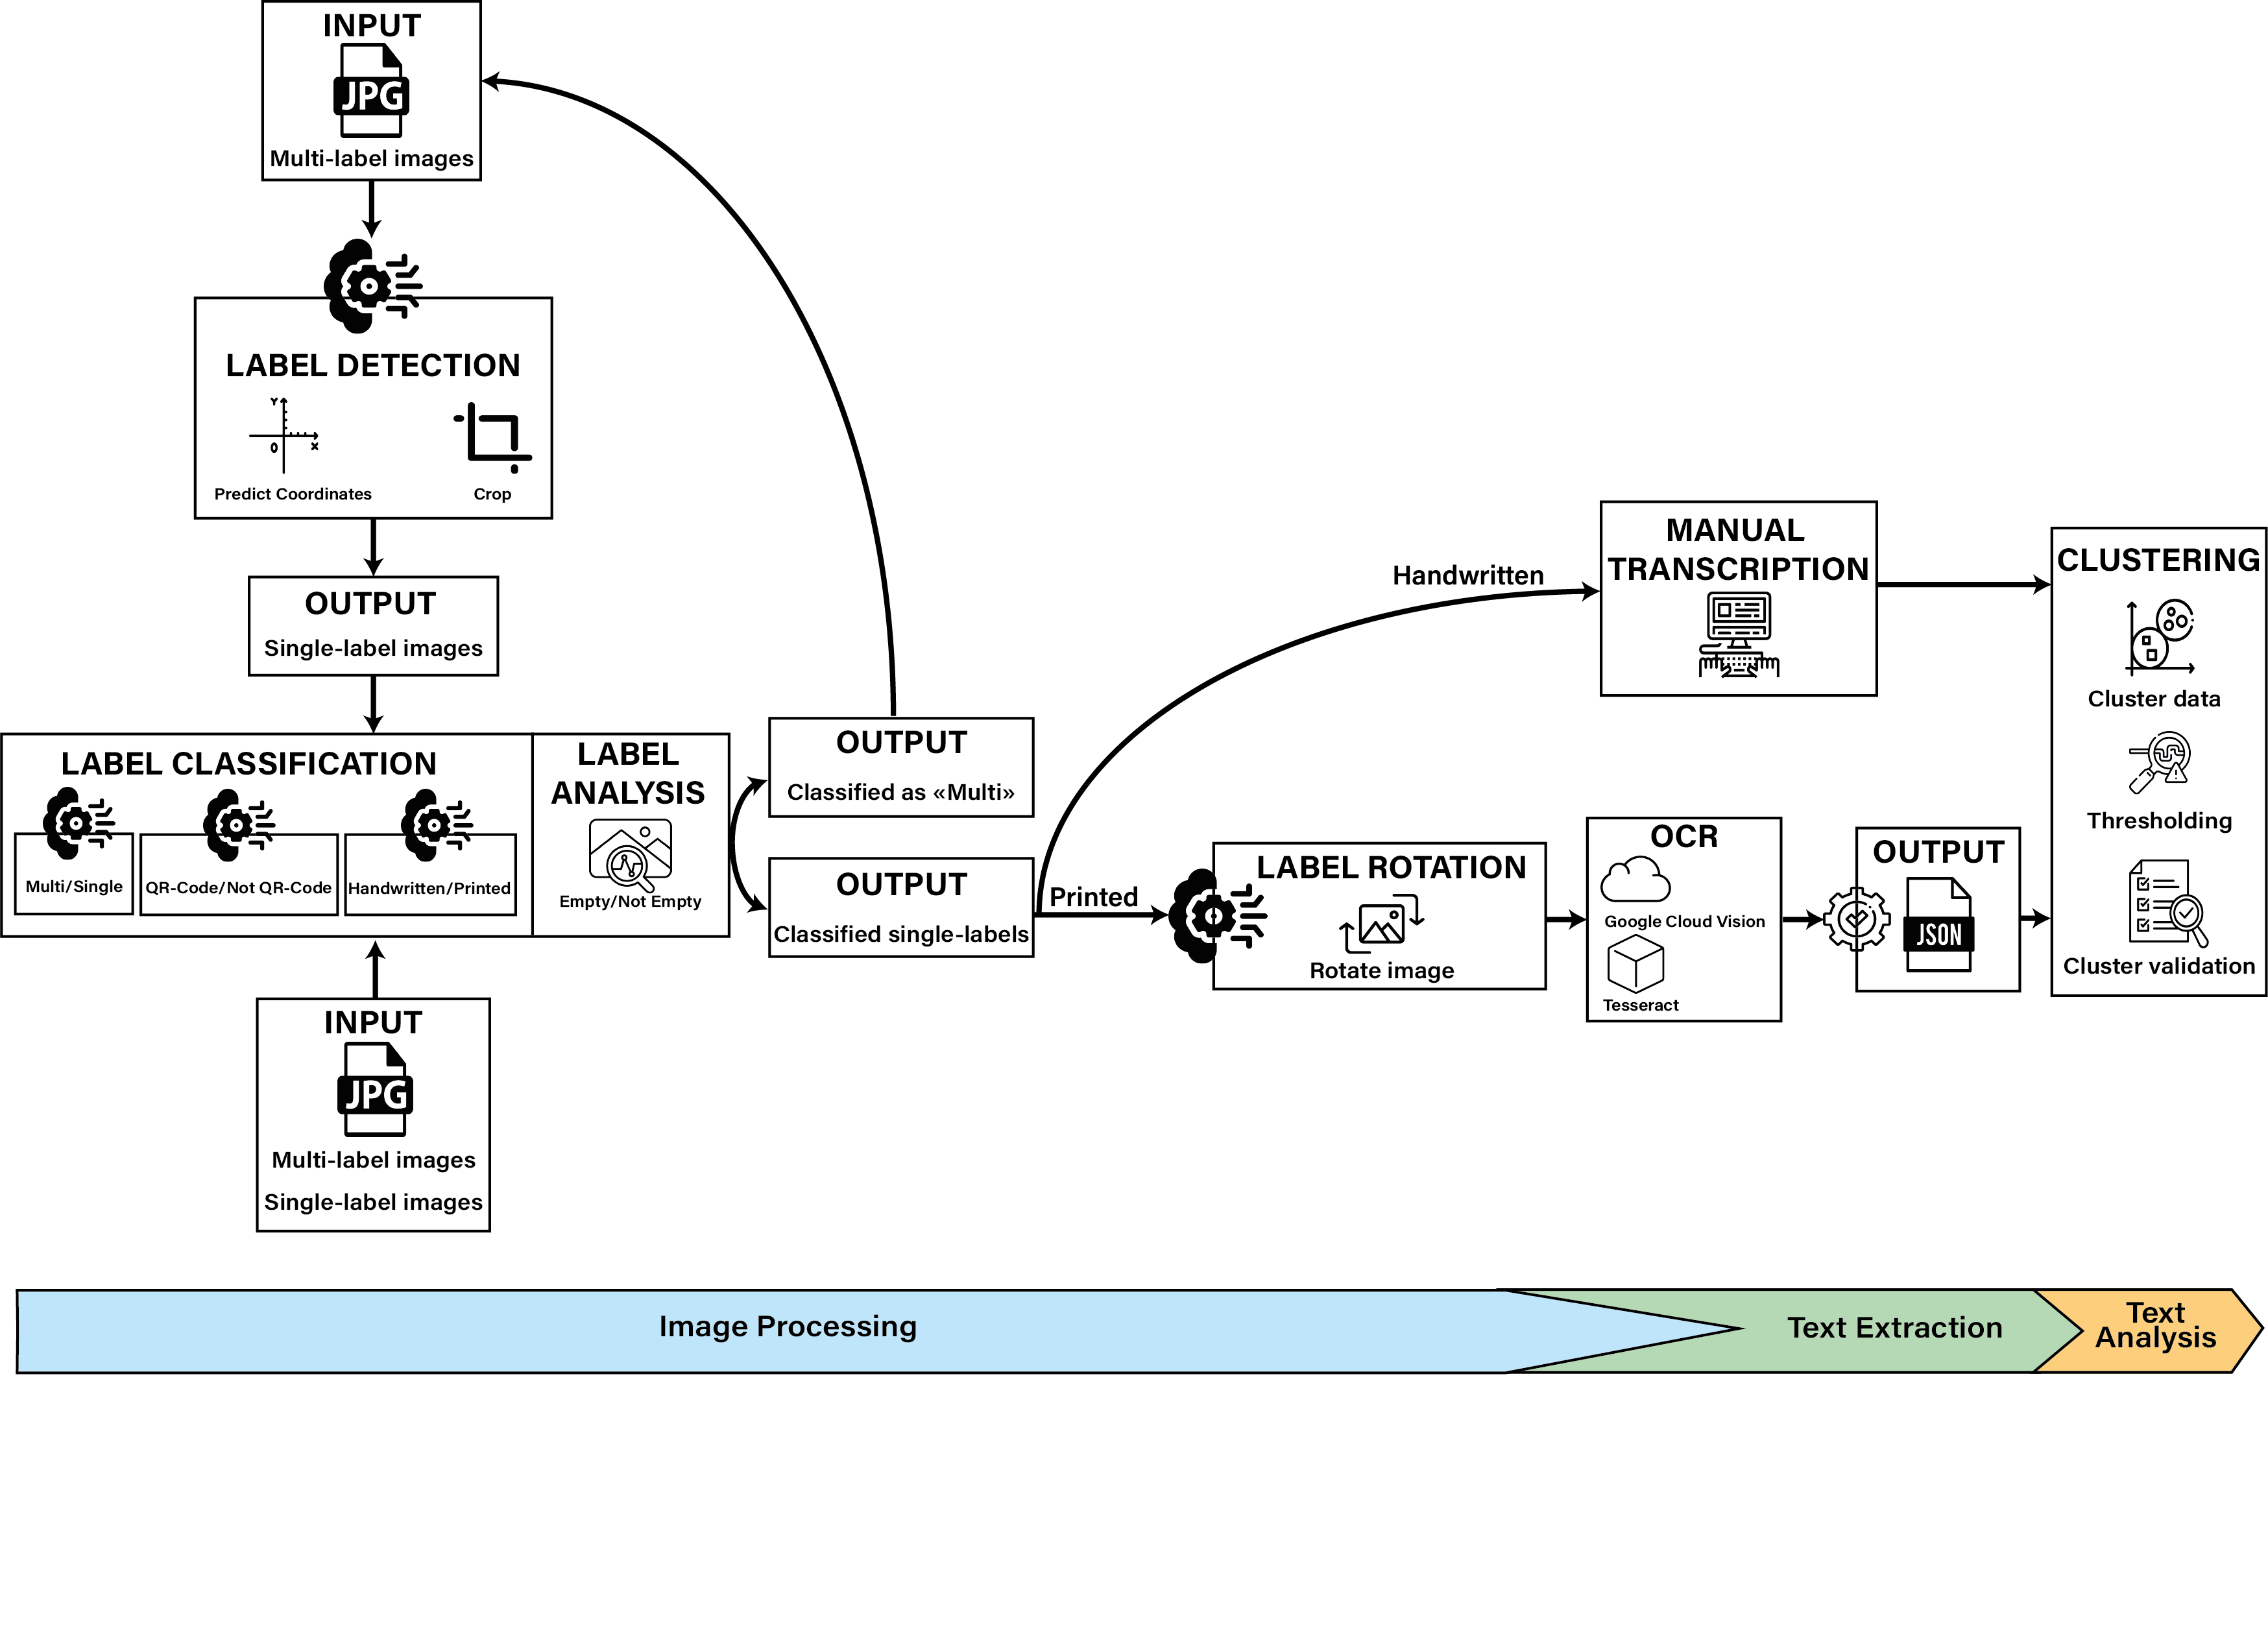 INPUT
JPG
Multi-label images
LABEL DETECTION
Y
O
X
Predict Coordinates
Crop
OUTPUT
Single-label images
LABEL CLASSIFICATION
Multi/Single
QR-Code/Not QR-Code
Handwritten/Printed
LABEL
ANALYSIS
Empty/Not Empty
INPUT
JPG
Multi-label images
Single-label images
OUTPUT
Classified as «Multi»
OUTPUT
Classified single-labels
Handwritten
Printed
MANUAL
TRANSCRIPTION
LABEL ROTATION
Rotate image
OCR
Google Cloud Vision
Tesseract
OUTPUT
JSON
CLUSTERING
Cluster data
Thresholding
Cluster validation
Image Processing
Text Extraction
Text
Analysis